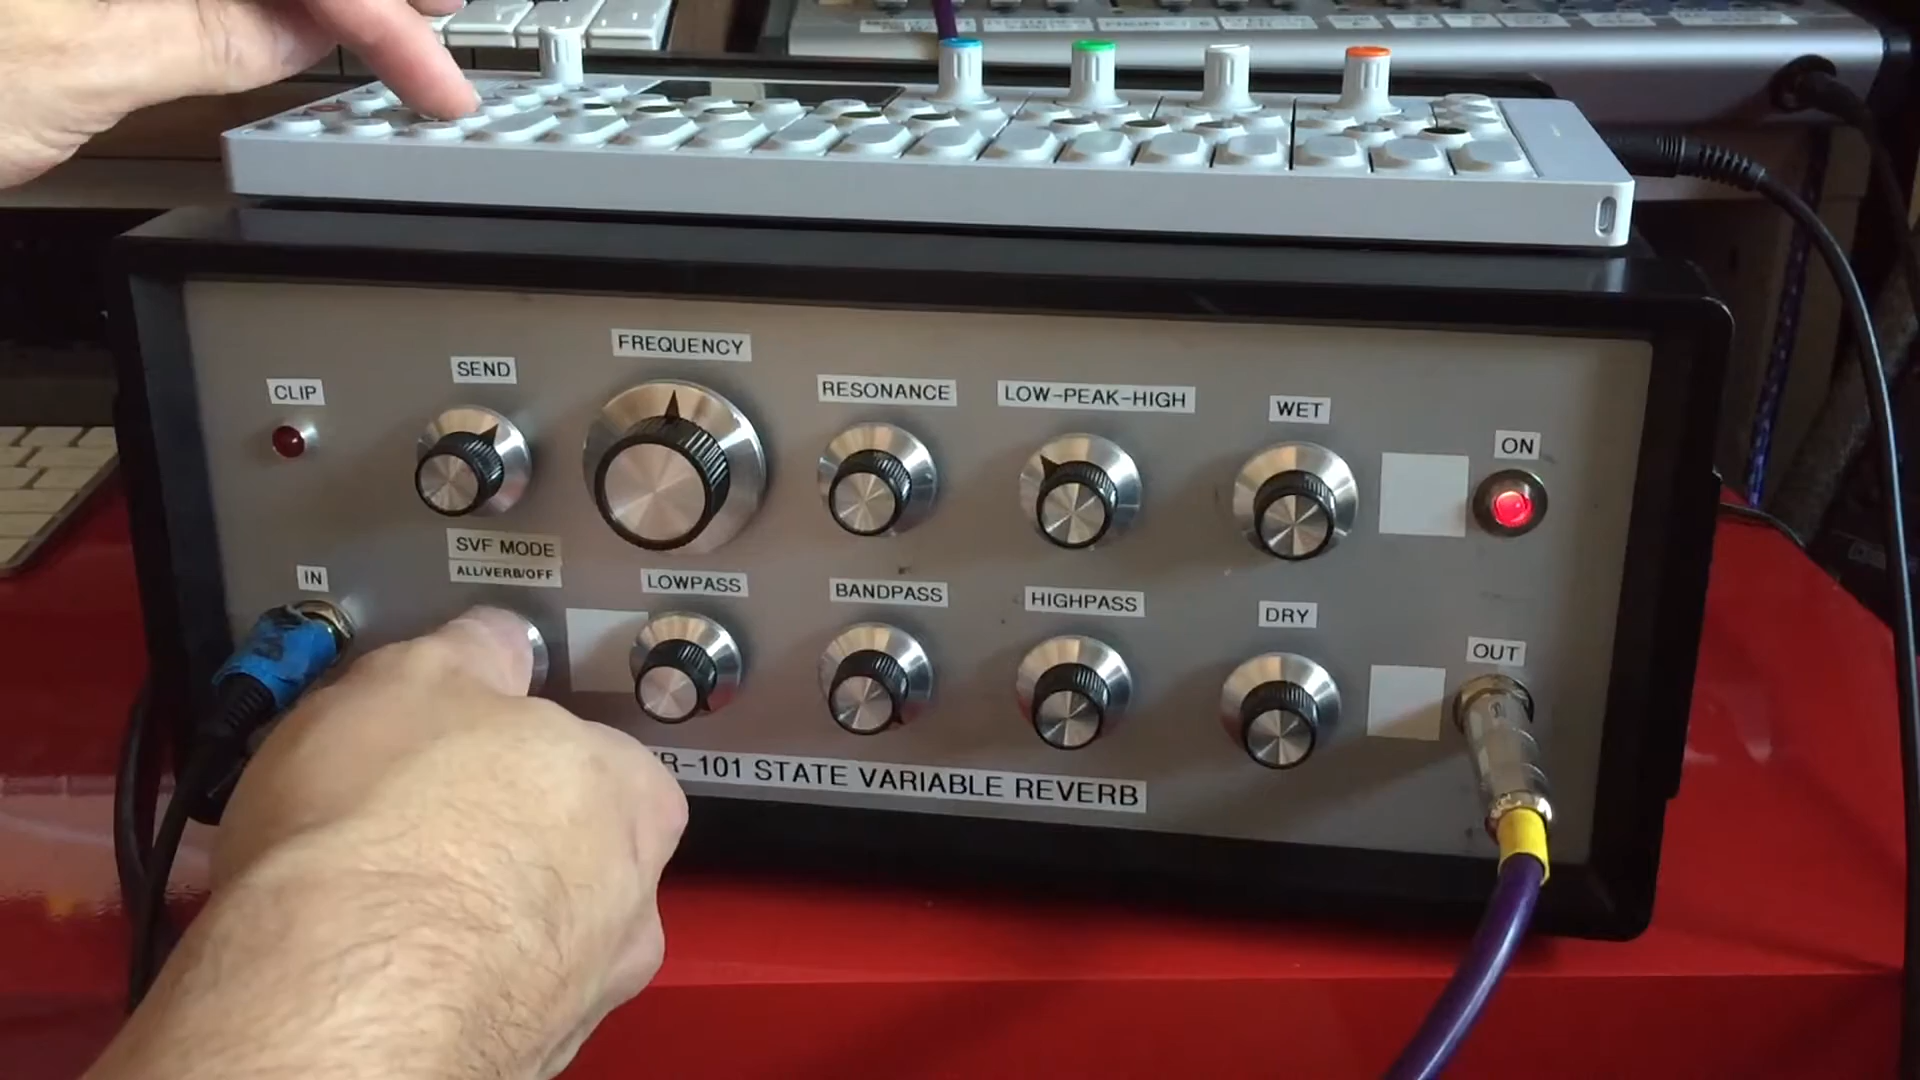 FREQUENCY
SEND
CLIP
RESONANCE
LOW-PEAK-HIGH
WET
ON
SVF MODE
ALL/VERB/OFF
IN
LOWPASS
BANDPASS
HIGHPASS
DRY
OUT
R-101 STATE VARIABLE REVERB